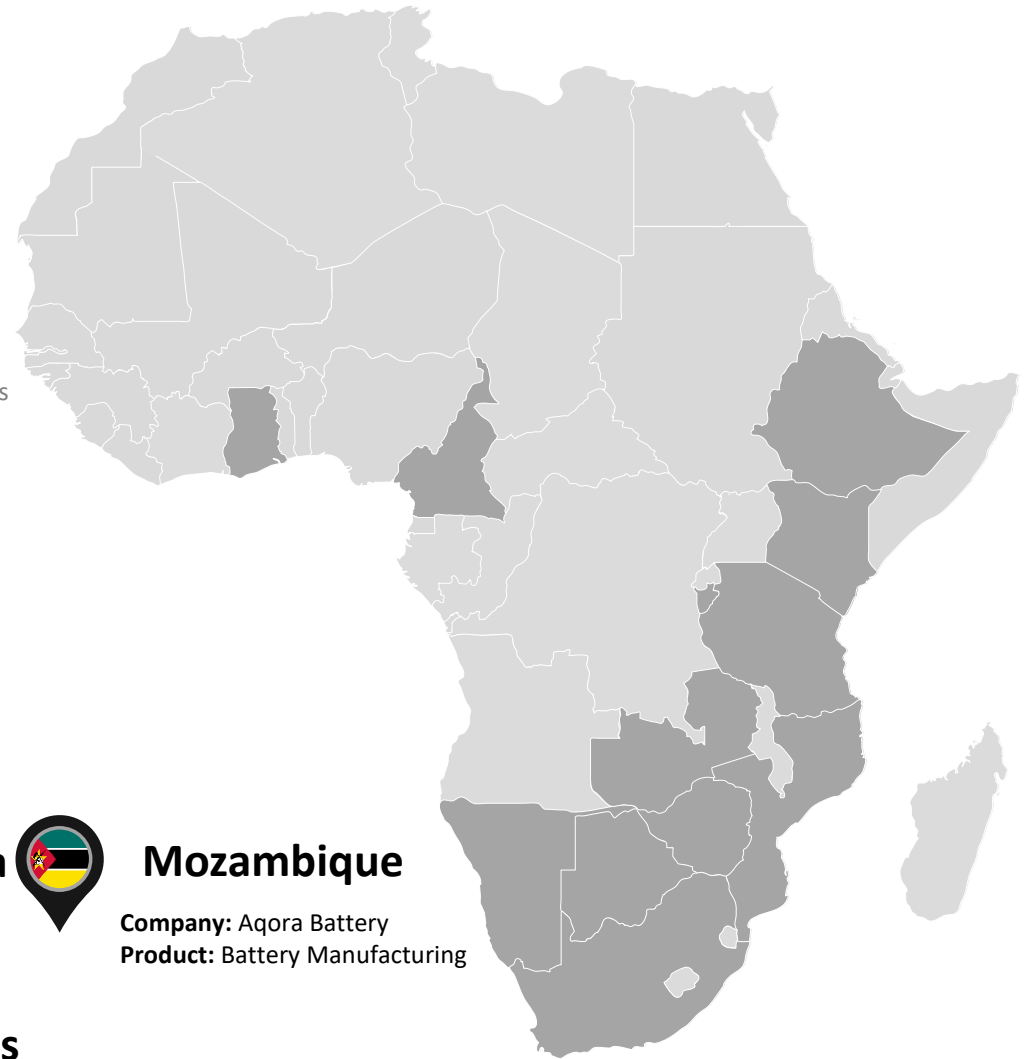 s
n
Mozambique
Company: Aqora Battery
Product: Battery Manufacturing
s